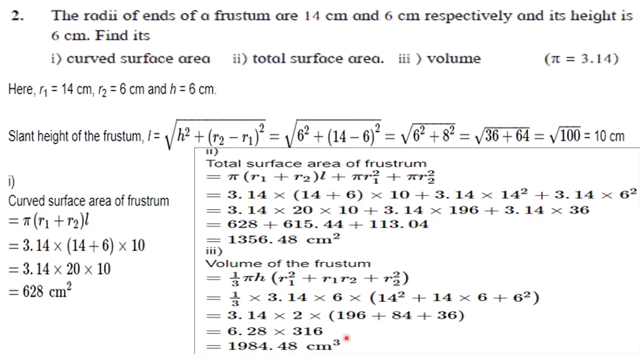 2. The radii of ends of a frustum are 14 cm and 6 cm respectively and its height is
6 cm. Find its
i) curved surface area ii) total surface area. iii ) volume (π = 3.14)
Here, r₁ = 14 cm, r₂ = 6 cm and h = 6 cm.
Slant height of the frustum, l = √(h² + (r₂ − r₁)²) = √(6² + (14 − 6)²) = √(6² + 8²) = √(36 + 64) = √100 = 10 cm
i)
Curved surface area of frustrum
= π(r₁ + r₂)l
= 3.14 × (14 + 6) × 10
= 3.14 × 20 × 10
= 628 cm²
ii)
Total surface area of frustrum
= π (r₁ + r₂)l + πr₁² + πr₂²
= 3.14 × (14 + 6) × 10 + 3.14 × 14² + 3.14 × 6²
= 3.14 × 20 × 10 + 3.14 × 196 + 3.14 × 36
= 628 + 615.44 + 113.04
= 1356.48 cm²
iii)
Volume of the frustum
= ⅓πh (r₁² + r₁r₂ + r₂²)
= ⅓ × 3.14 × 6 × (14² + 14 × 6 + 6²)
= 3.14 × 2 × (196 + 84 + 36)
= 6.28 × 316
= 1984.48 cm³